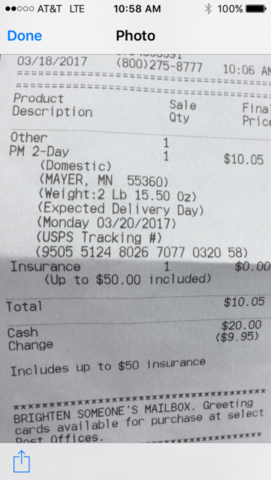 AT&T LTE 10:58 AM 100%
Done Photo
03/18/2017 (800)275-8777 10:06 AM
Product Sale Final
Description Qty Price
Other 1
PM 2-Day 1 $10.05
(Domestic)
(MAYER, MN 55360)
(Weight:2 Lb 15.50 Oz)
(Expected Delivery Day)
(Monday 03/20/2017)
(USPS Tracking #)
(9505 5124 8026 7077 0320 58)
Insurance 1 $0.00
(Up to $50.00 included)
Total $10.05
Cash $20.00
Change ($9.95)
Includes up to $50 insurance
BRIGHTEN SOMEONE'S MAILBOX. Greeting
cards available for purchase at select
Post Offices.